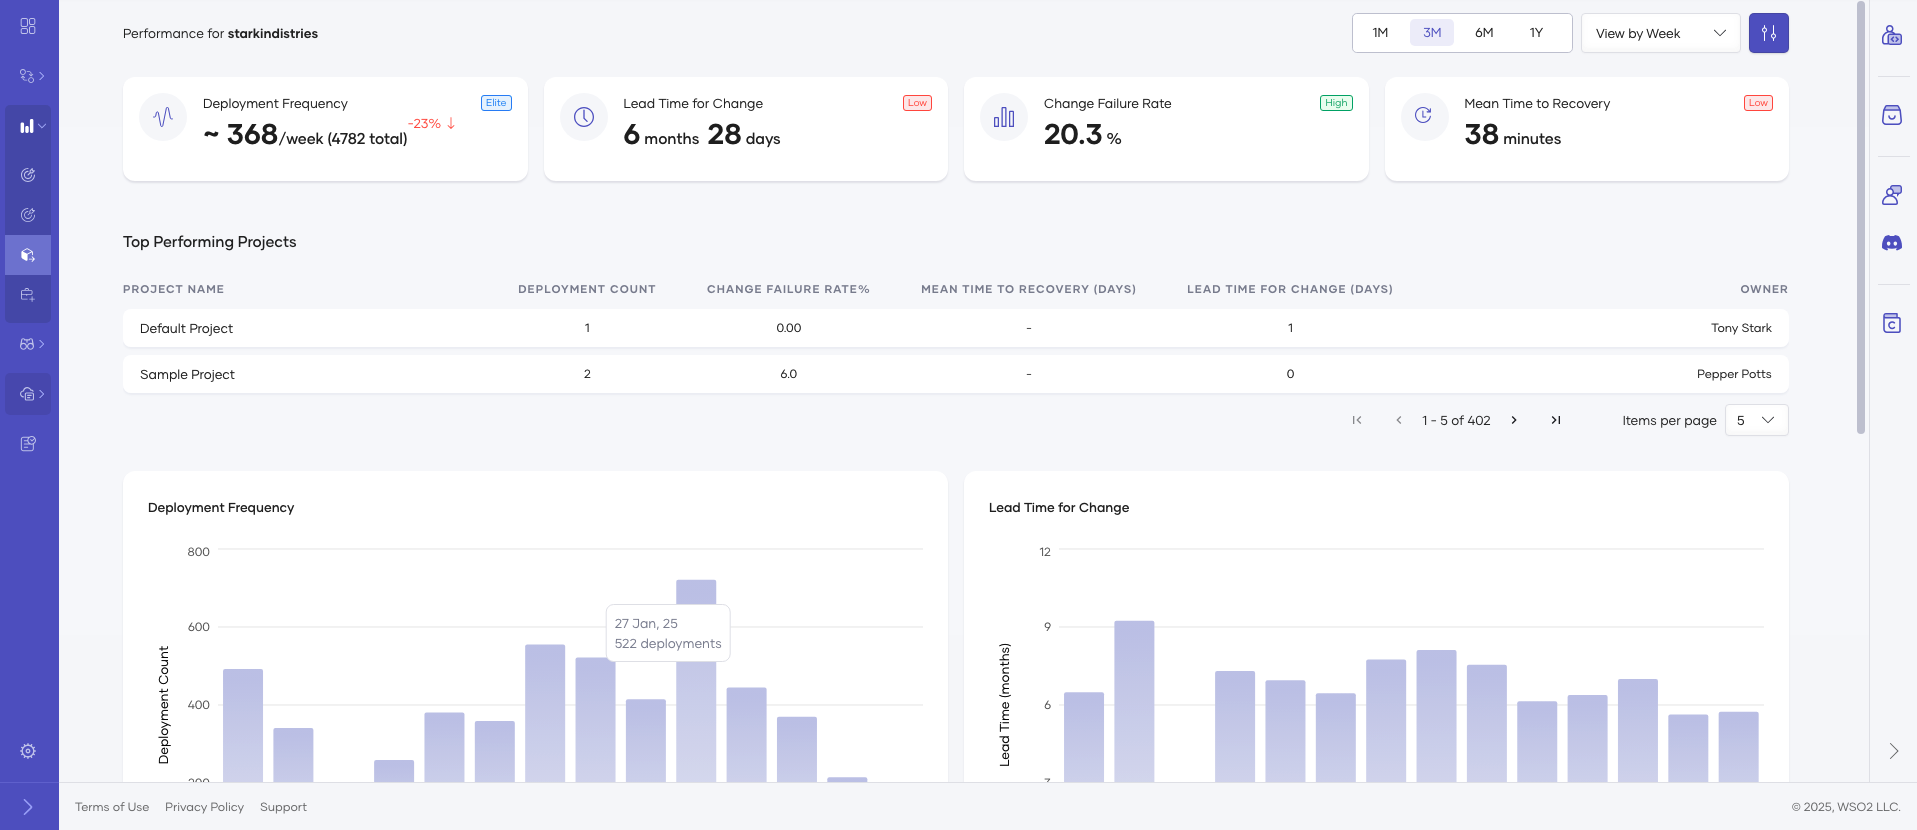 Performance for starkindistries
1M 3M 6M 1Y View by Week
Deployment Frequency Elite
~ 368/week (4782 total) -23% ↓
Lead Time for Change Low
6 months 28 days
Change Failure Rate High
20.3 %
Mean Time to Recovery Low
38 minutes
Top Performing Projects
PROJECT NAME DEPLOYMENT COUNT CHANGE FAILURE RATE% MEAN TIME TO RECOVERY (DAYS) LEAD TIME FOR CHANGE (DAYS) OWNER
Default Project 1 0.00 - 1 Tony Stark
Sample Project 2 6.0 - 0 Pepper Potts
1 - 5 of 402 Items per page 5
Deployment Frequency
800
600
400
200
Deployment Count
27 Jan, 25
522 deployments
Lead Time for Change
12
9
6
Lead Time (months)
Terms of Use Privacy Policy Support © 2025, WSO2 LLC.